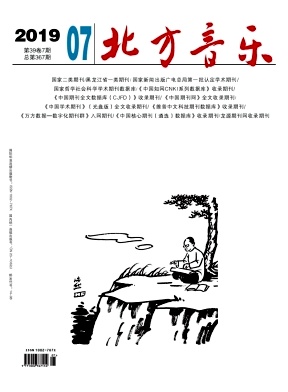 2019
第39卷7期
总第367期
07
北方音乐
国家二类期刊/黑龙江省一类期刊/国家新闻出版广电总局第一批认定学术期刊/
国家哲学社会科学学术期刊数据库/《中国知网CNKI系列数据库》收录期刊/
《中国期刊全文数据库（CJFD）》收录期刊/《中国期刊网》全文收录期刊/
《中国学术期刊》（光盘版）全文收录期刊/《维普中文科技期刊数据库》收录期刊/
《万方数据—数字化期刊群》入网期刊/《中国核心期刊（遴选）数据库》收录期刊/龙源期刊网收录期刊
ISSN 1002-767X